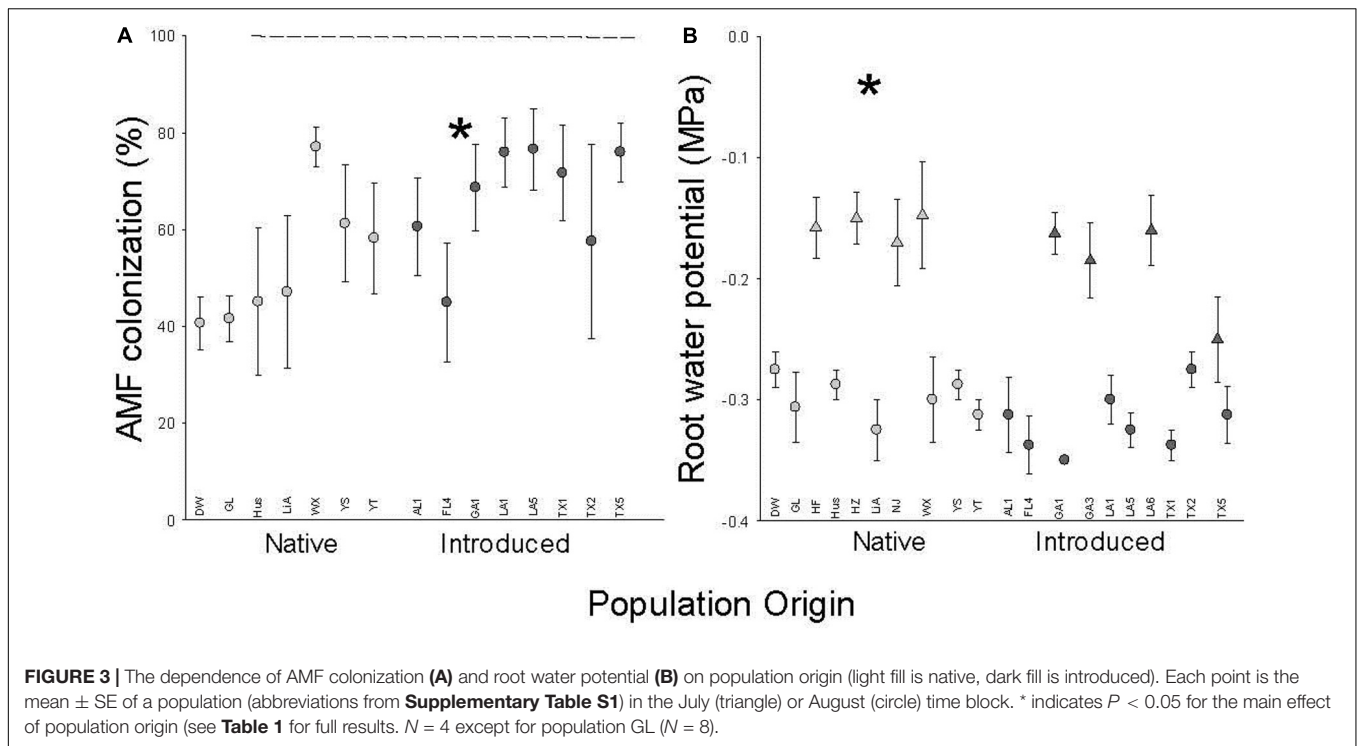 A
100
80
60
40
20
0
AMF colonization (%)
*
DW GL Hus LiA WX YS YT AL1 FL4 GA1 LA1 LA5 TX1 TX2 TX5
Native Introduced
B
0.0
-0.1
-0.2
-0.3
-0.4
Root water potential (MPa)
*
DW GL HF Hus HZ LiA NJ WX YS YT AL1 FL4 GA1 GA3 LA1 LA5 LA6 TX1 TX2 TX5
Native Introduced
Population Origin
FIGURE 3 | The dependence of AMF colonization (A) and root water potential (B) on population origin (light fill is native, dark fill is introduced). Each point is the
mean ± SE of a population (abbreviations from Supplementary Table S1) in the July (triangle) or August (circle) time block. * indicates P < 0.05 for the main effect
of population origin (see Table 1 for full results. N = 4 except for population GL (N = 8).